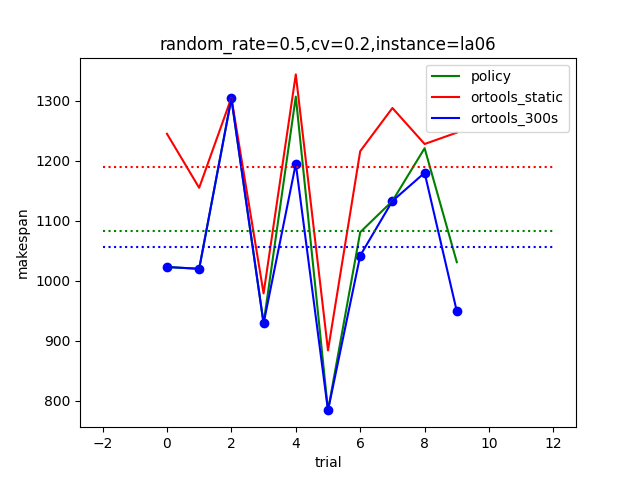 random_rate=0.5,cv=0.2,instance=la06
policy
ortools_static
ortools_300s
makespan
1300
1200
1100
1000
900
800
−2
0
2
4
6
8
10
12
trial